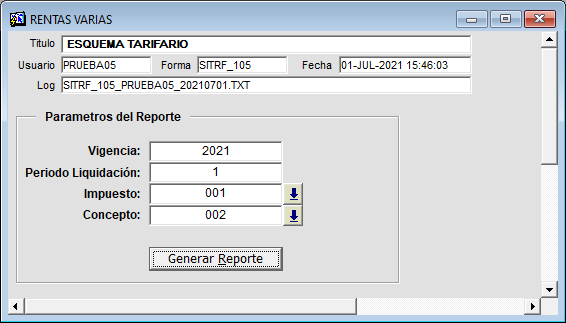 RENTAS VARIAS
Titulo ESQUEMA TARIFARIO
Usuario PRUEBA05 Forma SITRF_105 Fecha 01-JUL-2021 15:46:03
Log SITRF_105_PRUEBA05_20210701.TXT
Parametros del Reporte
Vigencia: 2021
Periodo Liquidación: 1
Impuesto: 001
Concepto: 002
Generar Reporte